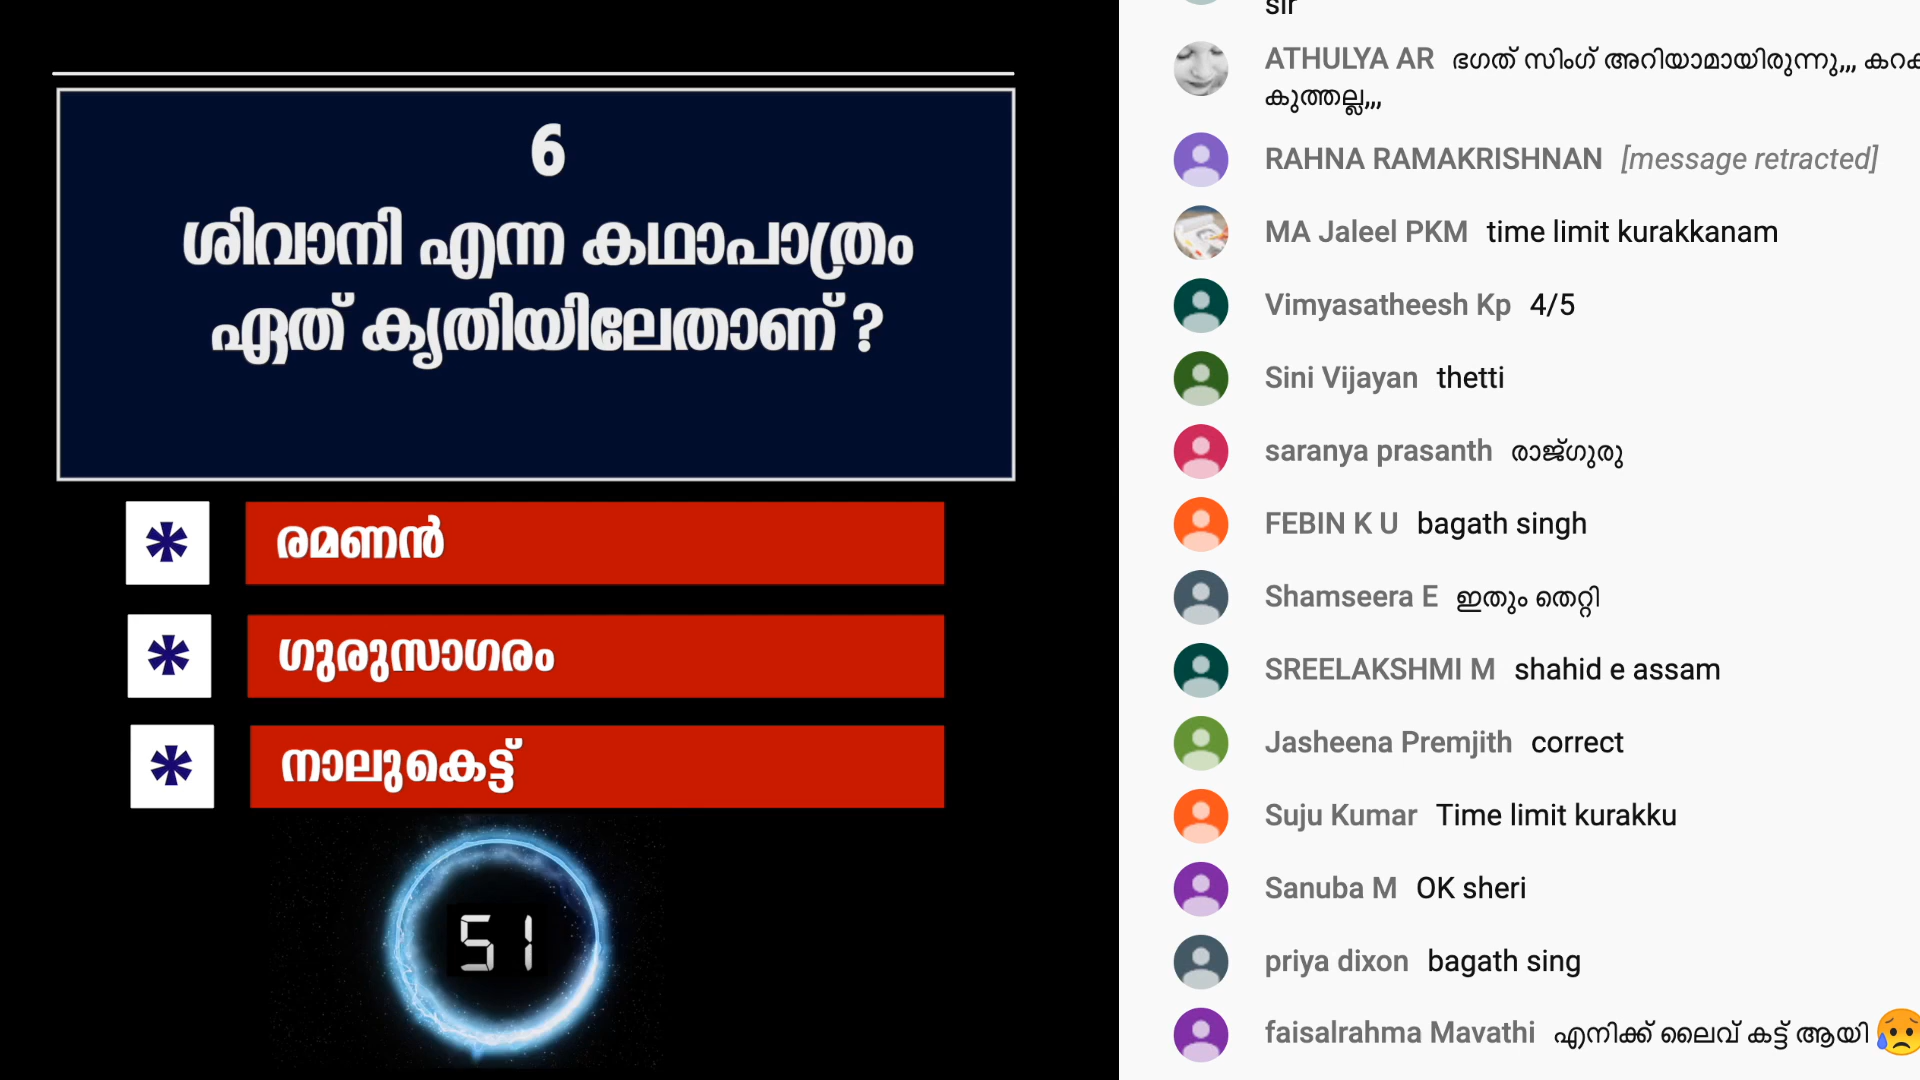 6
ശിവാനി എന്ന കഥാപാത്രം
ഏത് കൃതിയിലേതാണ് ?
* രമണൻ
* ഗുരുസാഗരം
* നാലുകെട്ട്
51
sir
ATHULYA AR ഭഗത് സിംഗ് അറിയാമായിരുന്നു,,, കറക്
കുത്തല്ല,,,
RAHNA RAMAKRISHNAN [message retracted]
MA Jaleel PKM time limit kurakkanam
Vimyasatheesh Kp 4/5
Sini Vijayan thetti
saranya prasanth രാജ്ഗുരു
FEBIN K U bagath singh
Shamseera E ഇതും തെറ്റി
SREELAKSHMI M shahid e assam
Jasheena Premjith correct
Suju Kumar Time limit kurakku
Sanuba M OK sheri
priya dixon bagath sing
faisalrahma Mavathi എനിക്ക് ലൈവ് കട്ട് ആയി 😥